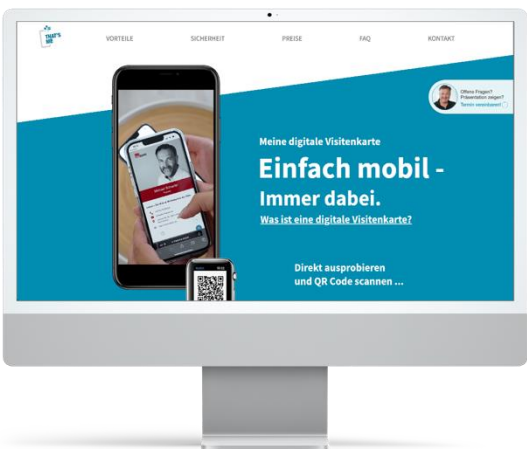 THAT'S
ME
VORTEILE
SICHERHEIT
PREISE
FAQ
KONTAKT
Offene Fragen?
Präsentation zeigen?
Termin vereinbaren!
Meine digitale Visitenkarte
Einfach mobil -
Immer dabei.
Was ist eine digitale Visitenkarte?
Direkt ausprobieren
und QR Code scannen ...